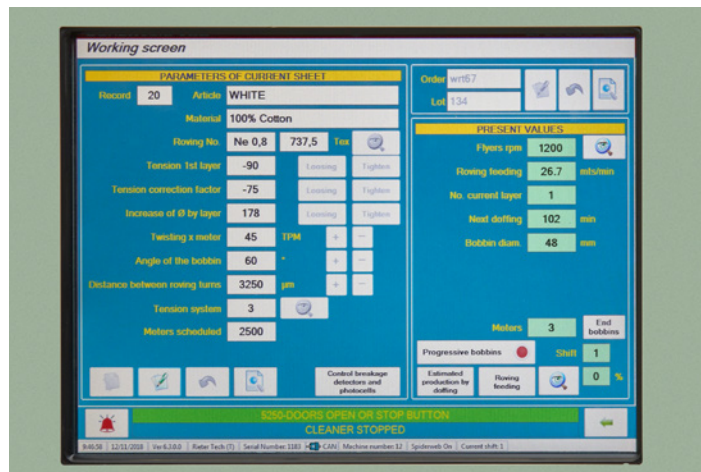 Working screen
PARAMETERS OF CURRENT SHEET
Record 20 Article WHITE
Material 100% Cotton
Roving No. Ne 0,8 737,5 Tex
Tension 1st layer -90 Loosing Tighten
Tension correction factor -75 Loosing Tighten
Increase of Ø by layer 178 Loosing Tighten
Twisting x meter 45 TPM + -
Angle of the bobbin 60 ° + -
Distance between roving turns 3250 µm + -
Tension system 3
Meters scheduled 2500
Control breakage
detectors and
photocells
Order wrt67
Lot 134
PRESENT VALUES
Flyers rpm 1200
Roving feeding 26.7 mts/min
No. current layer 1
Next doffing 102 min
Bobbin diam. 48 mm
Meters 3
End
bobbins
Progressive bobbins
Shift 1
Estimated
production by
doffing
Roving
feeding
0 %
5250-DOORS OPEN OR STOP BUTTON
CLEANER STOPPED
9:46:58 12/11/2018 Ver 6.3.0.0 Rieter Tech (T) Serial Number: 3183 CAN Machine number: 12 Spiderweb On Current shift: 1